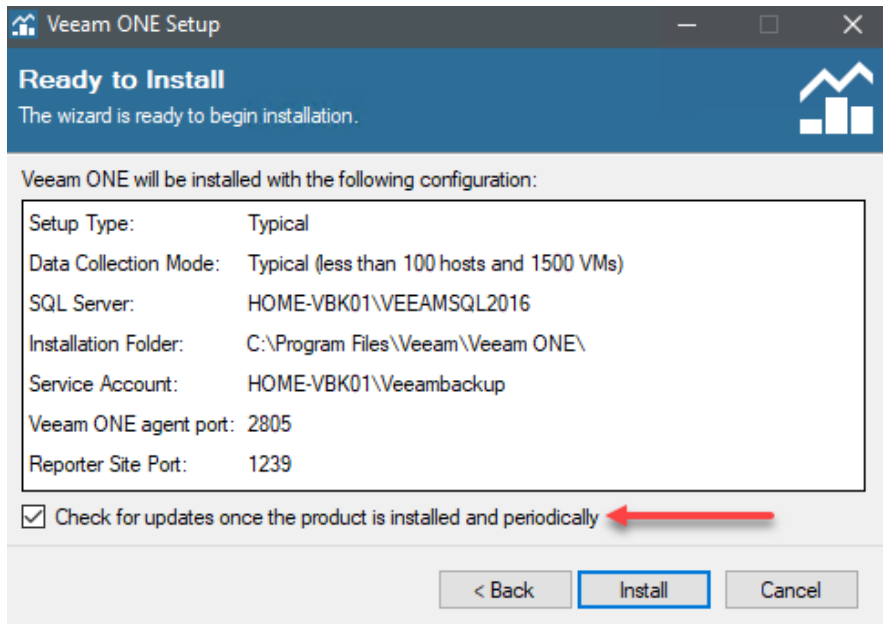 Veeam ONE Setup
Ready to Install
The wizard is ready to begin installation.
Veeam ONE will be installed with the following configuration:
Setup Type: Typical
Data Collection Mode: Typical (less than 100 hosts and 1500 VMs)
SQL Server: HOME-VBK01\VEEAMSQL2016
Installation Folder: C:\Program Files\Veeam\Veeam ONE\
Service Account: HOME-VBK01\Veeambackup
Veeam ONE agent port: 2805
Reporter Site Port: 1239
Check for updates once the product is installed and periodically
< Back Install Cancel